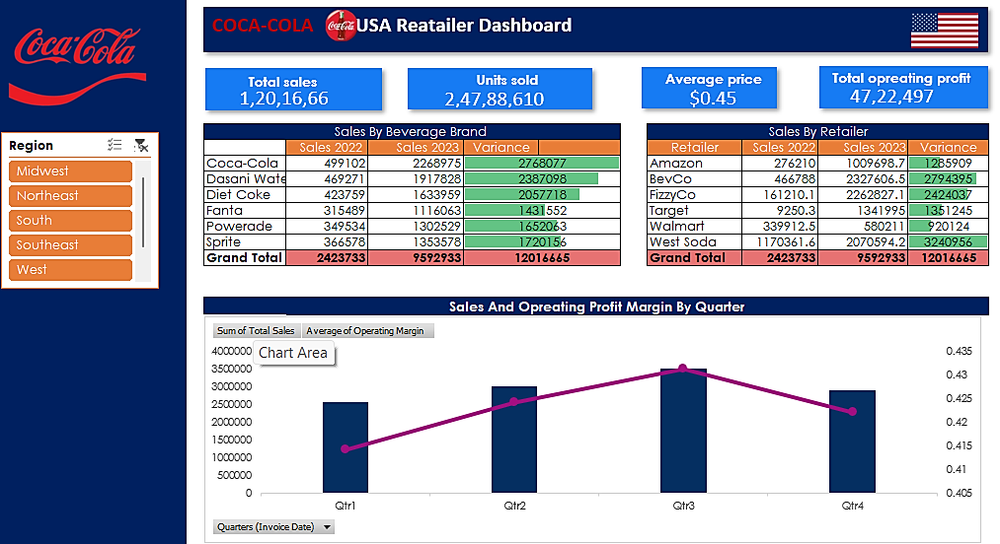 Coca-Cola
COCA-COLA Coca-Cola USA Reatailer Dashboard
Total sales
1,20,16,66
Units sold
2,47,88,610
Average price
$0.45
Total opreating profit
47,22,497
Region
Midwest
Northeast
South
Southeast
West
Sales By Beverage Brand
Sales 2022 Sales 2023 Variance
Coca-Cola 499102 2268975 2768077
Dasani Wate 469271 1917828 2387098
Diet Coke 423759 1633959 2057718
Fanta 315489 1116063 1431552
Powerade 349534 1302529 1652063
Sprite 366578 1353578 1720156
Grand Total 2423733 9592933 12016665
Sales By Retailer
Retailer Sales 2022 Sales 2023 Variance
Amazon 276210 1009698.7 1285909
BevCo 466788 2327606.5 2794395
FizzyCo 161210.1 2262827.1 2424037
Target 9250.3 1341995 1351245
Walmart 339912.5 580211 920124
West Soda 1170361.6 2070594.2 3240956
Grand Total 2423733 9592933 12016665
Sales And Opreating Profit Margin By Quarter
Sum of Total Sales Average of Operating Margin
Chart Area
4000000
3500000
3000000
2500000
2000000
1500000
1000000
500000
0
0.435
0.43
0.425
0.42
0.415
0.41
0.405
Qtr1 Qtr2 Qtr3 Qtr4
Quarters (Invoice Date)